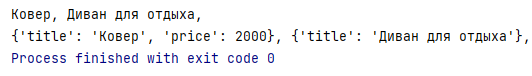 Ковер, Диван для отдыха,
{'title': 'Ковер', 'price': 2000}, {'title': 'Диван для отдыха'},
Process finished with exit code 0